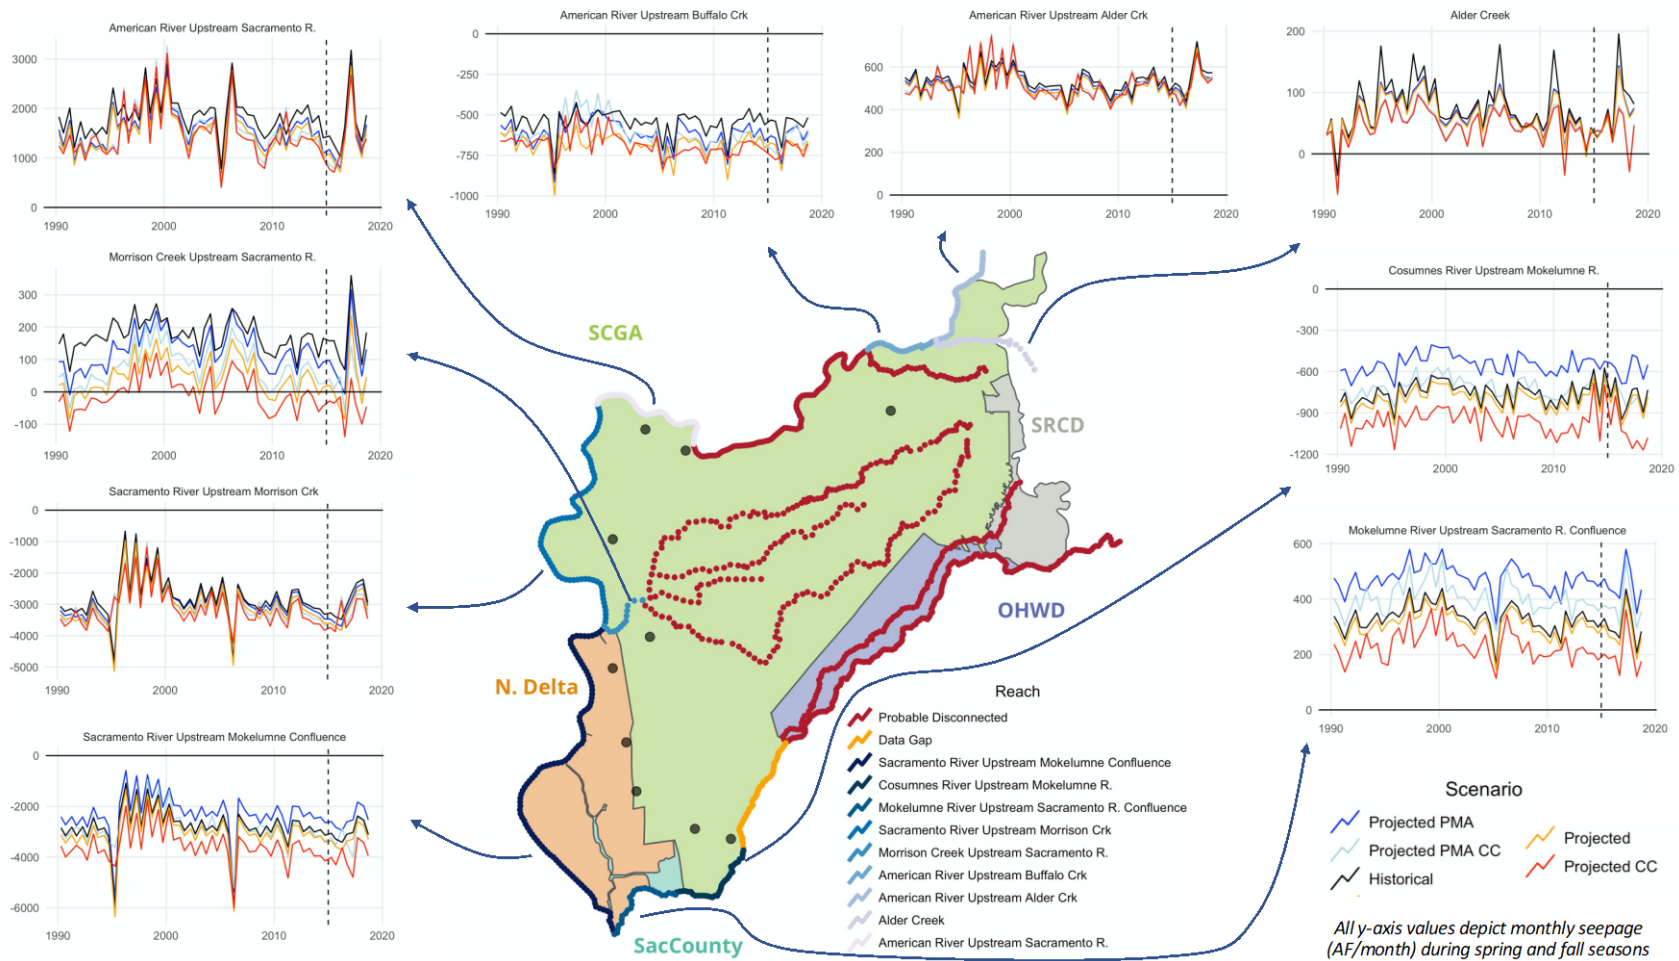 American River Upstream Sacramento R.
3000
2000
1000
0
1990
2000
2010
2020
American River Upstream Buffalo Crk
0
-250
-500
-750
-1000
1990
2000
2010
2020
American River Upstream Alder Crk
600
400
200
0
1990
2000
2010
2020
Alder Creek
200
100
0
1990
2000
2010
2020
Morrison Creek Upstream Sacramento R.
300
200
100
0
-100
1990
2000
2010
2020
Cosumnes River Upstream Mokelumne R.
0
-300
-600
-900
-1200
1990
2000
2010
2020
Sacramento River Upstream Morrison Crk
0
-1000
-2000
-3000
-4000
-5000
1990
2000
2010
2020
Mokelumne River Upstream Sacramento R. Confluence
600
400
200
0
1990
2000
2010
2020
Sacramento River Upstream Mokelumne Confluence
0
-2000
-4000
-6000
1990
2000
2010
2020
SCGA
SRCD
OHWD
N. Delta
SacCounty
Reach
Probable Disconnected
Data Gap
Sacramento River Upstream Mokelumne Confluence
Cosumnes River Upstream Mokelumne R.
Mokelumne River Upstream Sacramento R. Confluence
Sacramento River Upstream Morrison Crk
Morrison Creek Upstream Sacramento R.
American River Upstream Buffalo Crk
American River Upstream Alder Crk
Alder Creek
American River Upstream Sacramento R.
Scenario
Projected PMA
Projected PMA CC
Historical
Projected
Projected CC
All y-axis values depict monthly seepage
(AF/month) during spring and fall seasons